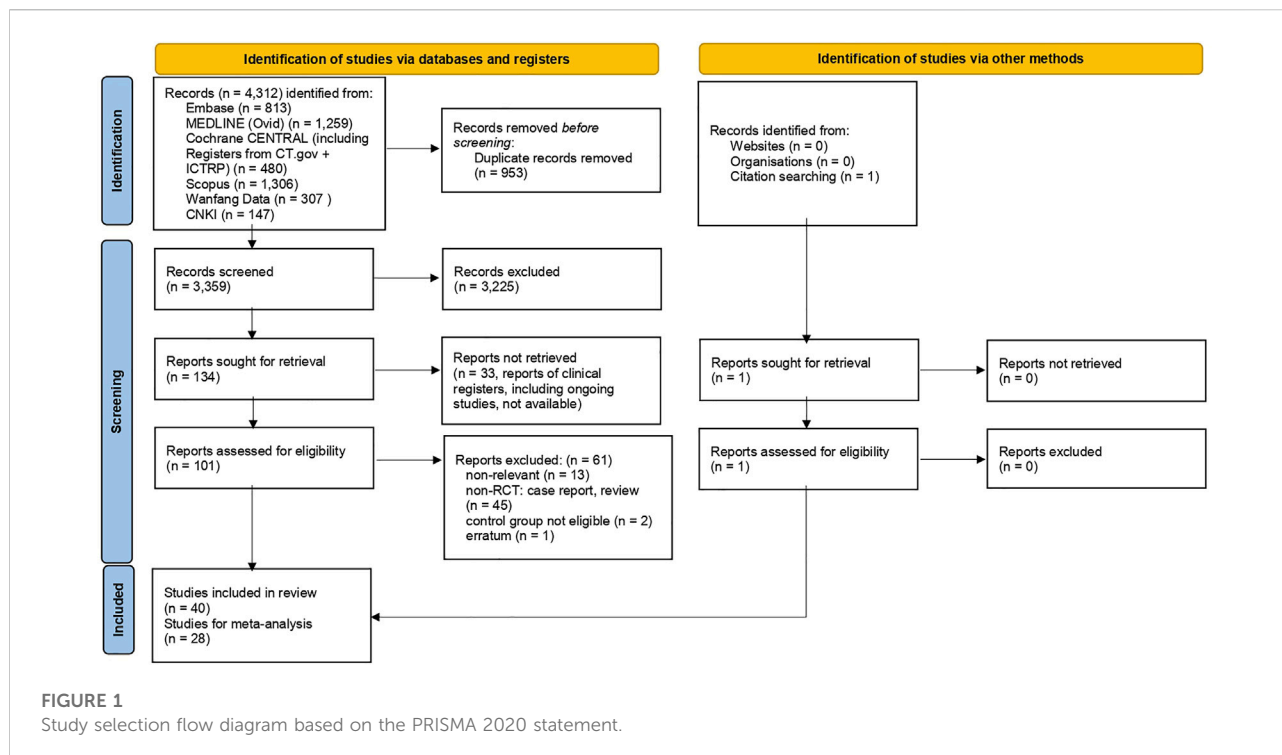 Identification of studies via databases and registers
Identification of studies via other methods
Identification
Records (n = 4,312) identified from:
Embase (n = 813)
MEDLINE (Ovid) (n = 1,259)
Cochrane CENTRAL (including
Registers from CT.gov +
ICTRP) (n = 480)
Scopus (n = 1,306)
Wanfang Data (n = 307 )
CNKI (n = 147)
Records removed before
screening:
Duplicate records removed
(n = 953)
Records identified from:
Websites (n = 0)
Organisations (n = 0)
Citation searching (n = 1)
Screening
Records screened
(n = 3,359)
Records excluded
(n = 3,225)
Reports sought for retrieval
(n = 134)
Reports not retrieved
(n = 33, reports of clinical
registers, including ongoing
studies, not available)
Reports sought for retrieval
(n = 1)
Reports not retrieved
(n = 0)
Reports assessed for eligibility
(n = 101)
Reports excluded: (n = 61)
non-relevant (n = 13)
non-RCT: case report, review
(n = 45)
control group not eligible (n = 2)
erratum (n = 1)
Reports assessed for eligibility
(n = 1)
Reports excluded
(n = 0)
Included
Studies included in review
(n = 40)
Studies for meta-analysis
(n = 28)
FIGURE 1
Study selection flow diagram based on the PRISMA 2020 statement.